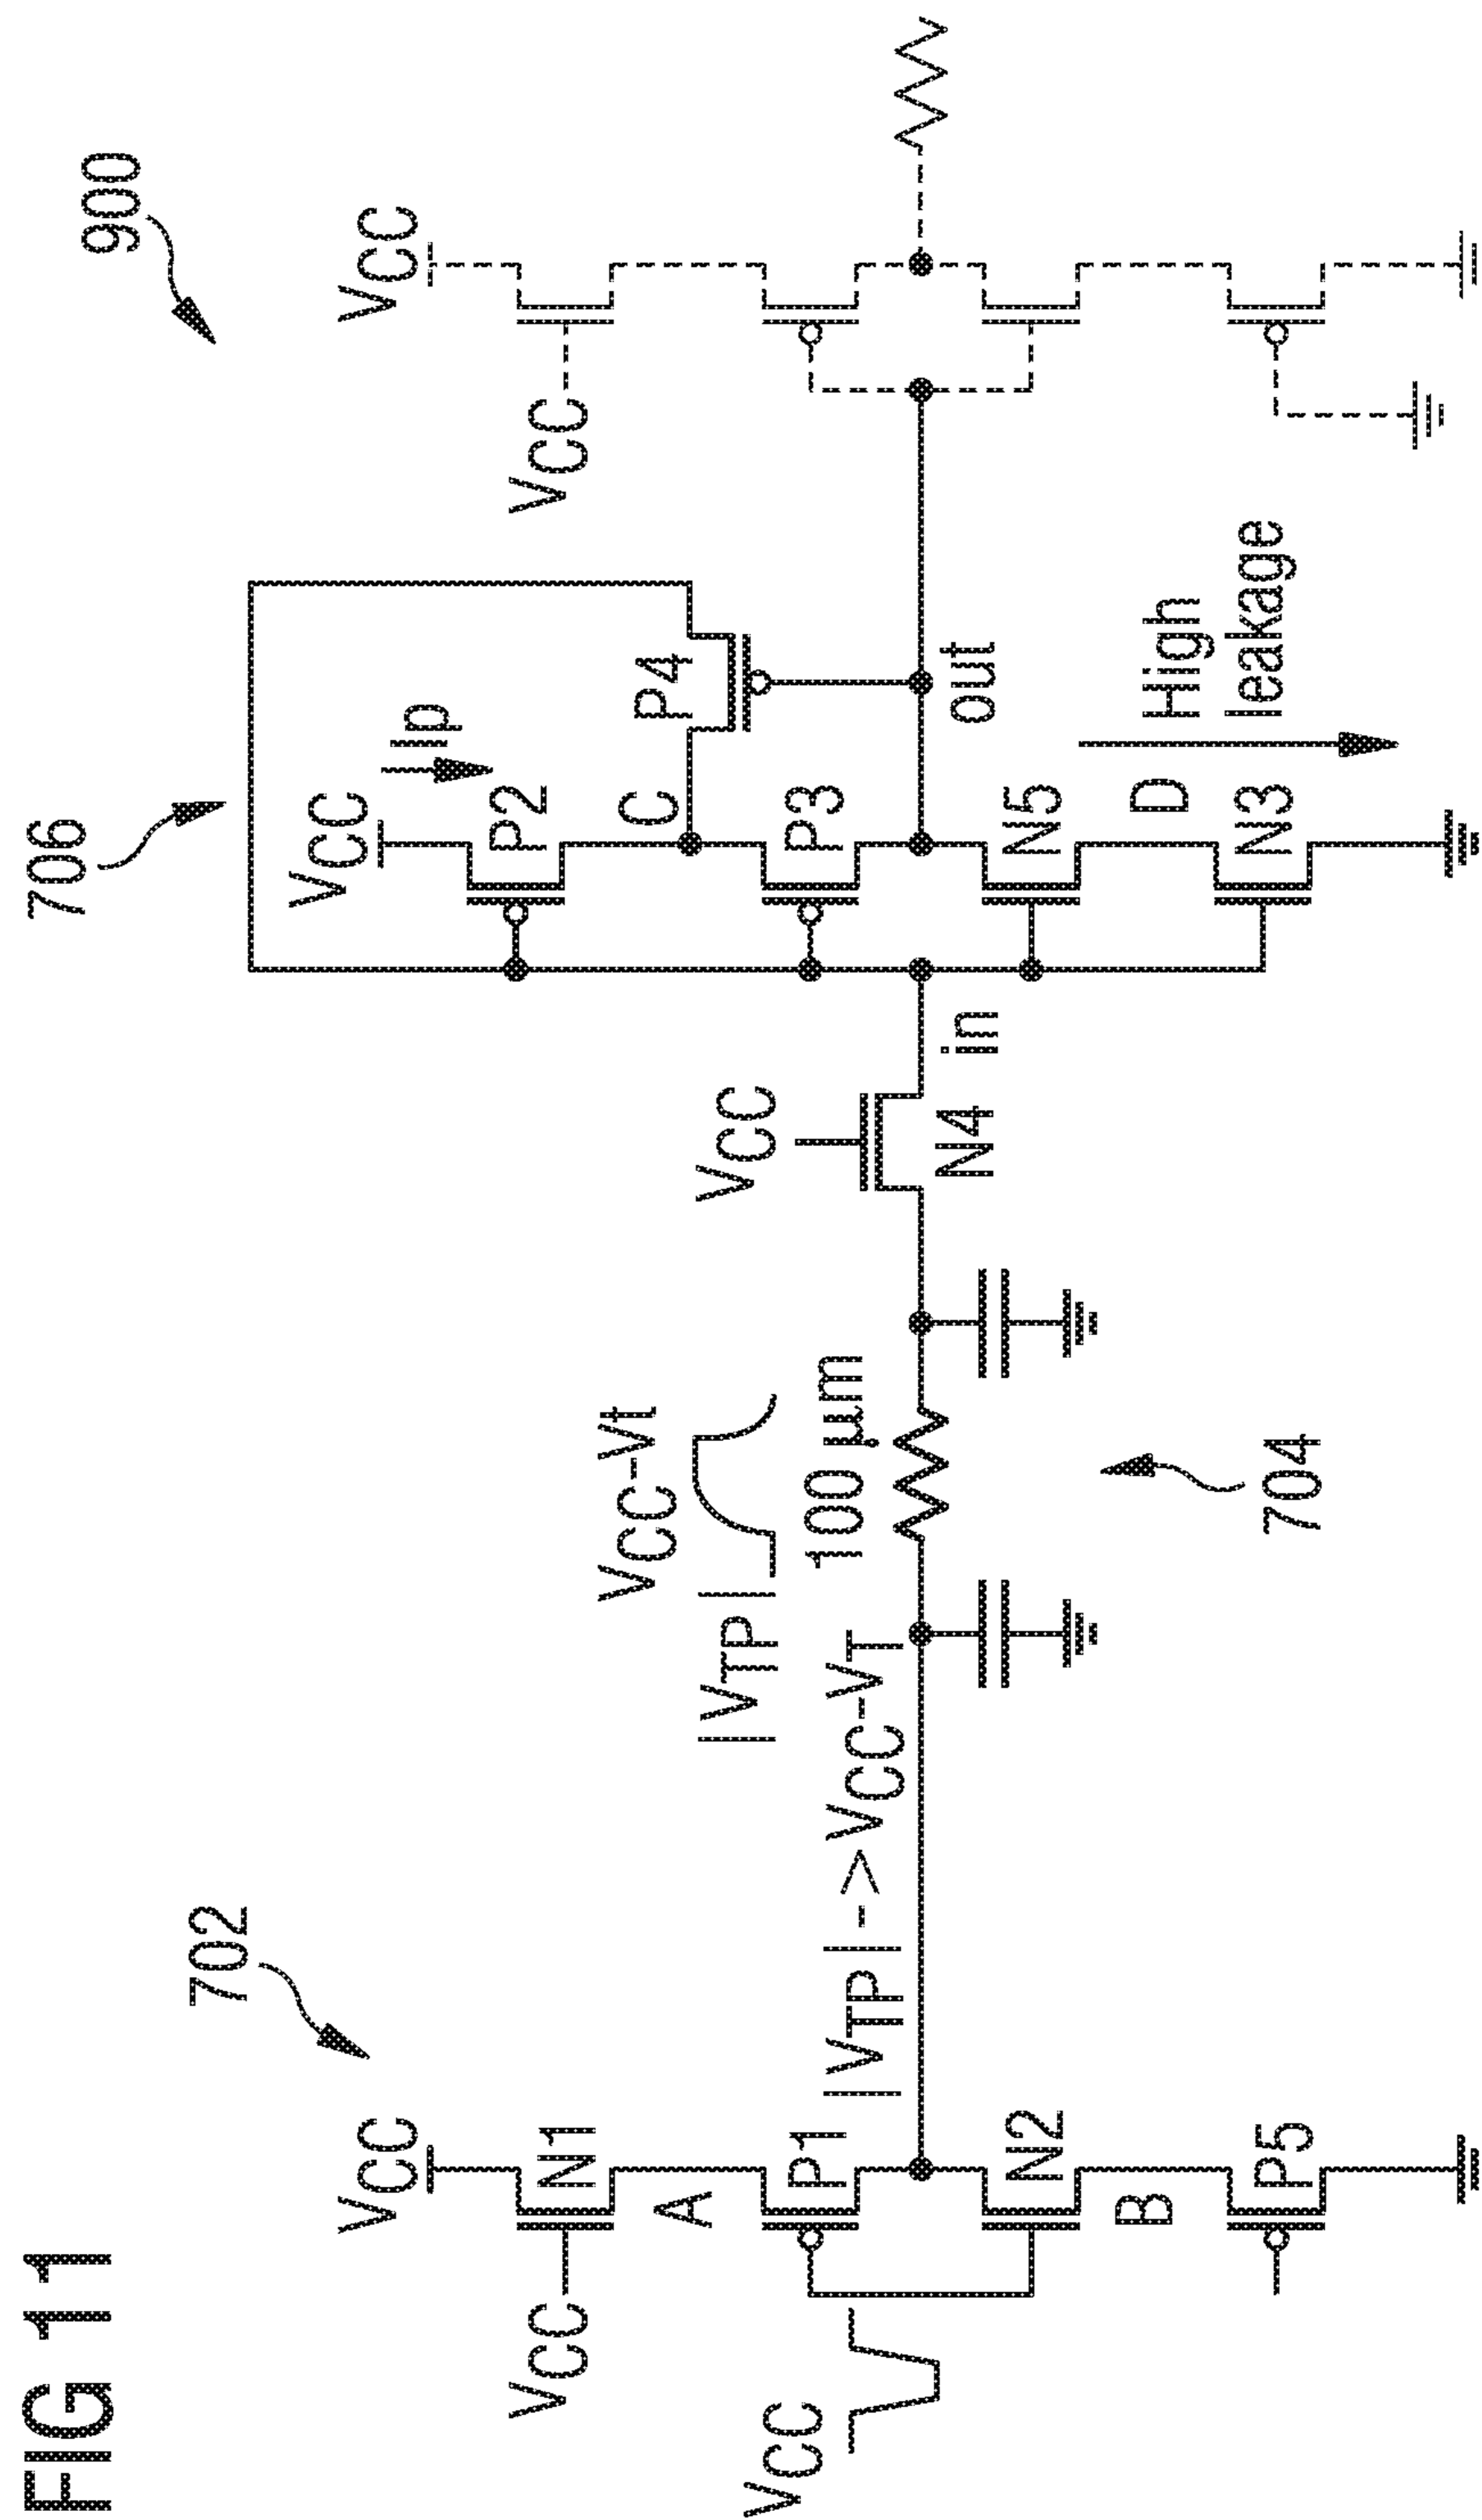 FIG 11
702
706
900
VCC
VCC
N1
A
P1
N2
B
P5
VCC
|VTP|->VCC-VT
|VTP|
VCC-Vt
100 µm
704
VCC
N4
in
VCC
Ip
P2
C
P4
P3
out
N5
D
N3
High
leakage
VCC
VCC